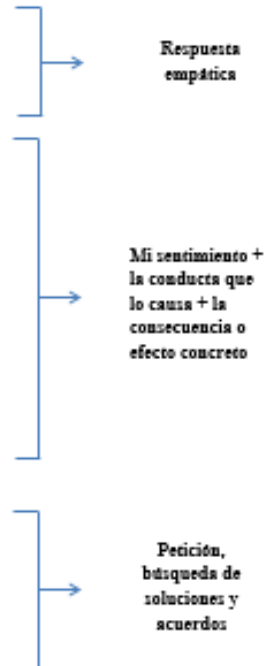 Respuesta
empática
Mi sentimiento +
la conducta que
lo causa + la
consecuencia o
efecto concreto
Petición,
búsqueda de
soluciones y
acuerdos